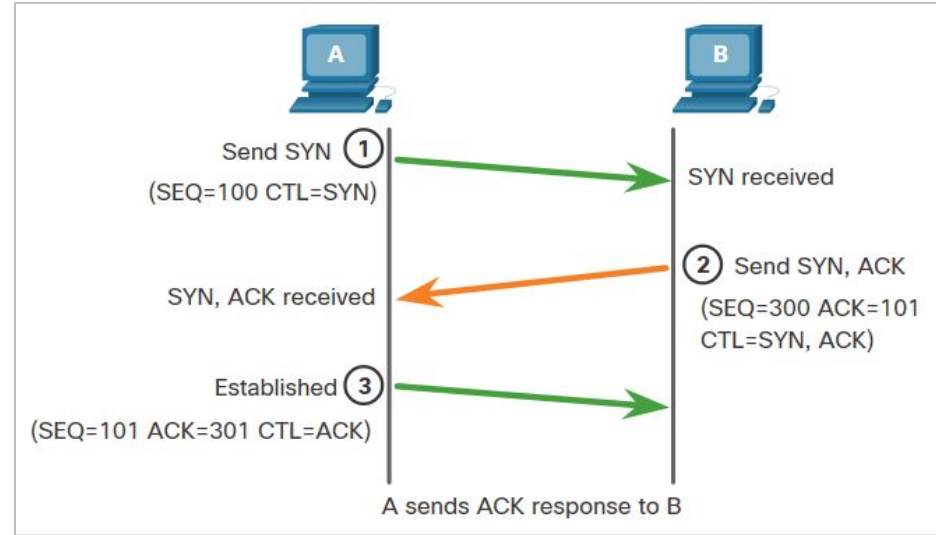 A
B
Send SYN 1
(SEQ=100 CTL=SYN)
SYN received
2 Send SYN, ACK
SYN, ACK received
(SEQ=300 ACK=101
CTL=SYN, ACK)
Established 3
(SEQ=101 ACK=301 CTL=ACK)
A sends ACK response to B